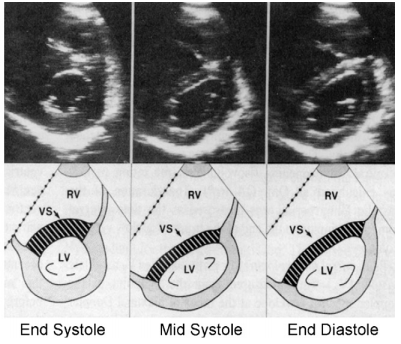 RV
VS
LV
RV
VS
LV
RV
VS
LV
End Systole
Mid Systole
End Diastole